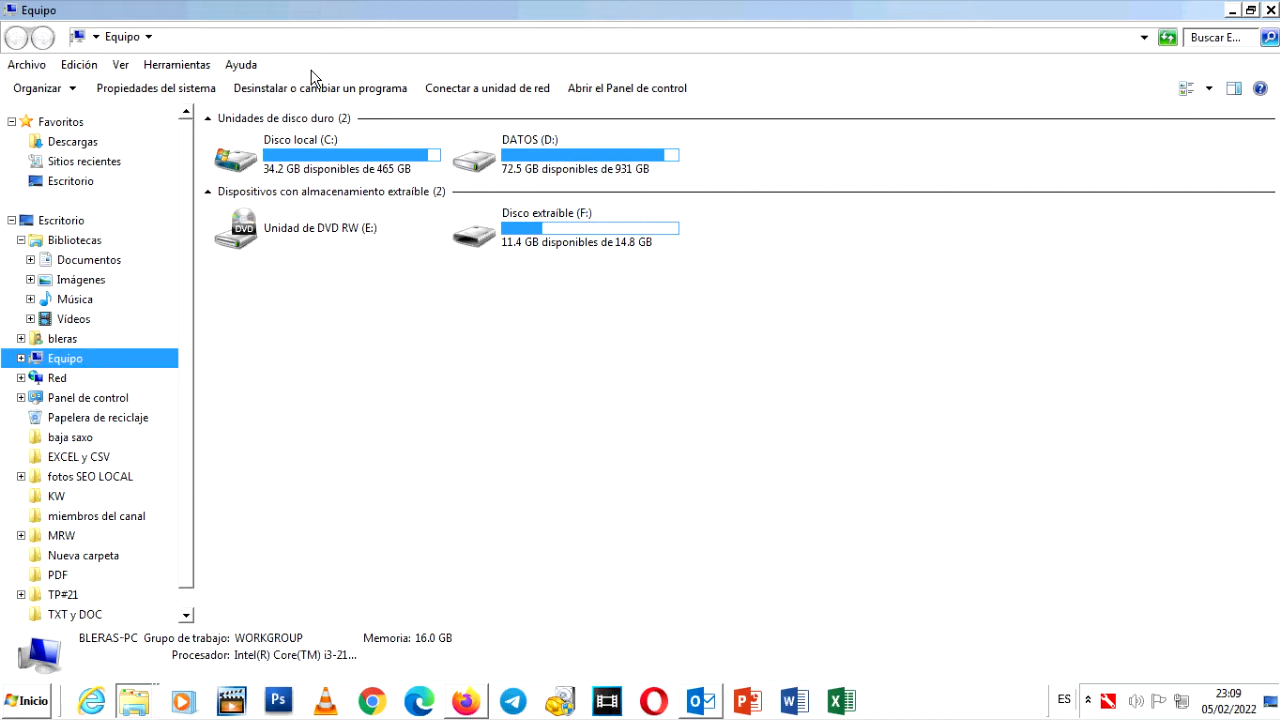 Equipo
Equipo
Buscar E...
Archivo Edición Ver Herramientas Ayuda
Organizar Propiedades del sistema Desinstalar o cambiar un programa Conectar a unidad de red Abrir el Panel de control
Favoritos
Descargas
Sitios recientes
Escritorio
Escritorio
Bibliotecas
Documentos
Imágenes
Música
Vídeos
bleras
Equipo
Red
Panel de control
Papelera de reciclaje
baja saxo
EXCEL y CSV
fotos SEO LOCAL
KW
miembros del canal
MRW
Nueva carpeta
PDF
TP#21
TXT y DOC
Unidades de disco duro (2)
Disco local (C:)
34.2 GB disponibles de 465 GB
DATOS (D:)
72.5 GB disponibles de 931 GB
Dispositivos con almacenamiento extraíble (2)
DVD
Unidad de DVD RW (E:)
Disco extraíble (F:)
11.4 GB disponibles de 14.8 GB
BLERAS-PC Grupo de trabajo: WORKGROUP Memoria: 16.0 GB
Procesador: Intel(R) Core(TM) i3-21...
Inicio
Ps
ES
23:09
05/02/2022